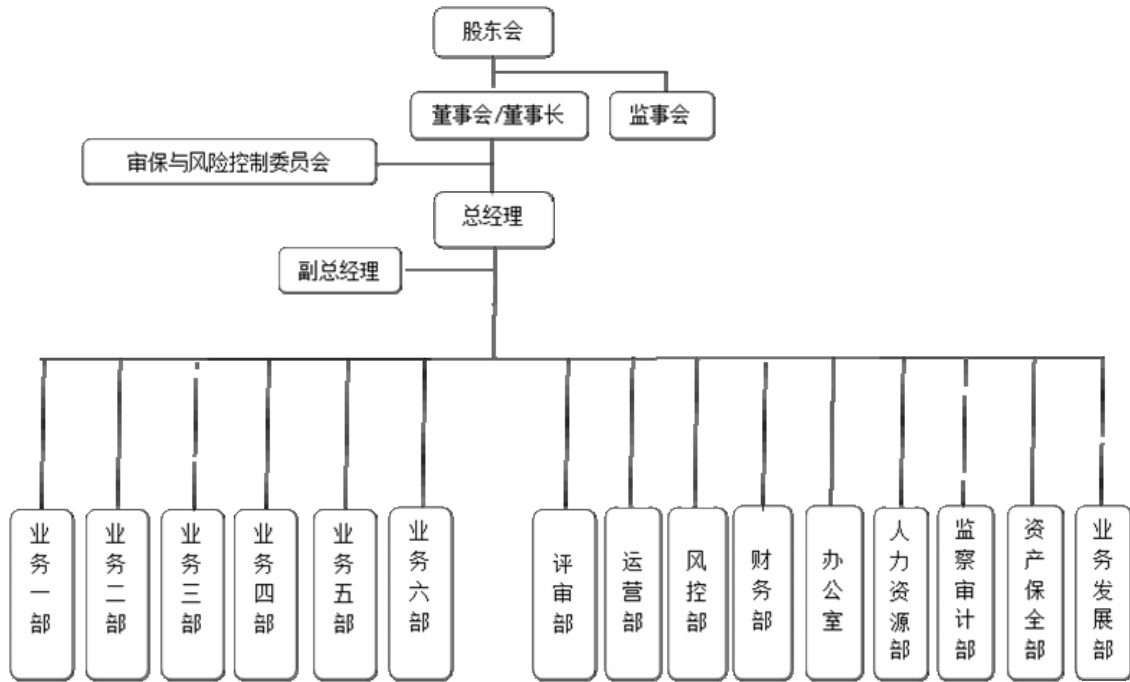 股东会
董事会/董事长
监事会
审保与风险控制委员会
总经理
副总经理
业务一部
业务二部
业务三部
业务四部
业务五部
业务六部
评审部
运营部
风控部
财务部
办公室
人力资源部
监察审计部
资产保全部
业务发展部